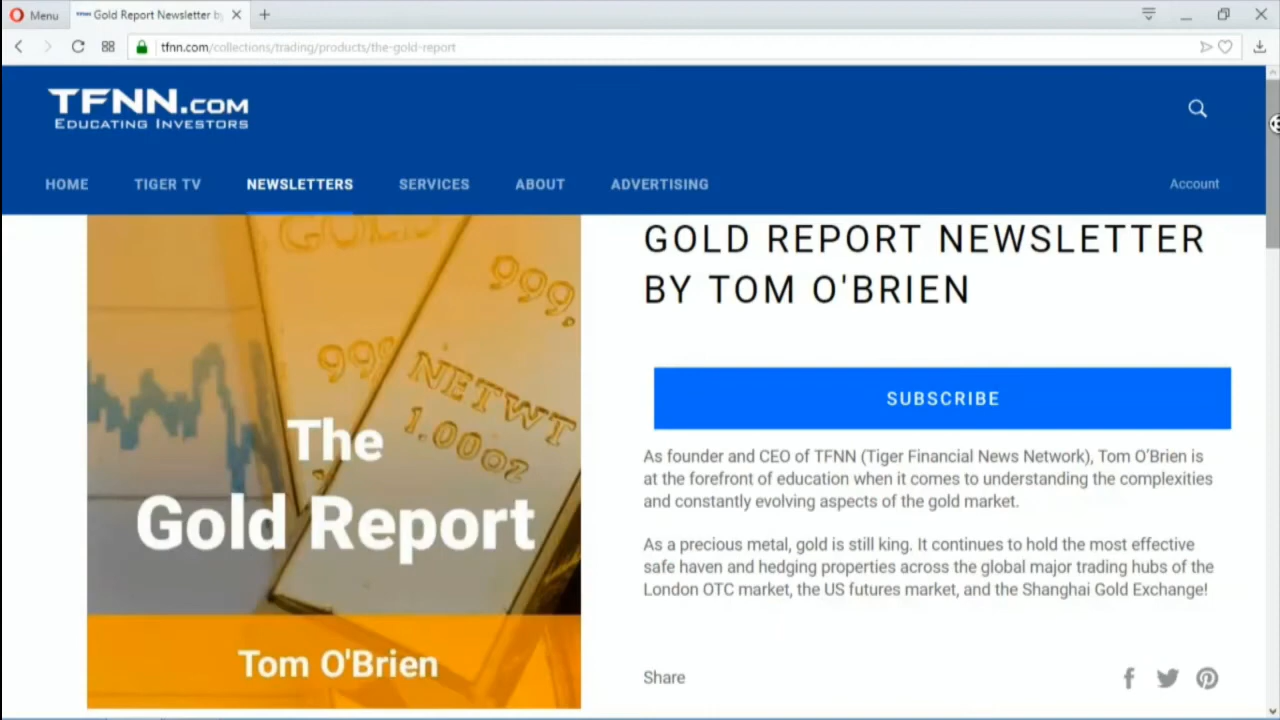 Menu
Gold Report Newsletter by
tfnn.com/collections/trading/products/the-gold-report
TFNN.COM
EDUCATING INVESTORS
HOME TIGER TV NEWSLETTERS SERVICES ABOUT ADVERTISING Account
GOLD
999,
999
NETWT
1.00oz
The
Gold Report
Tom O'Brien
GOLD REPORT NEWSLETTER
BY TOM O'BRIEN
SUBSCRIBE
As founder and CEO of TFNN (Tiger Financial News Network), Tom O'Brien is
at the forefront of education when it comes to understanding the complexities
and constantly evolving aspects of the gold market.
As a precious metal, gold is still king. It continues to hold the most effective
safe haven and hedging properties across the global major trading hubs of the
London OTC market, the US futures market, and the Shanghai Gold Exchange!
Share